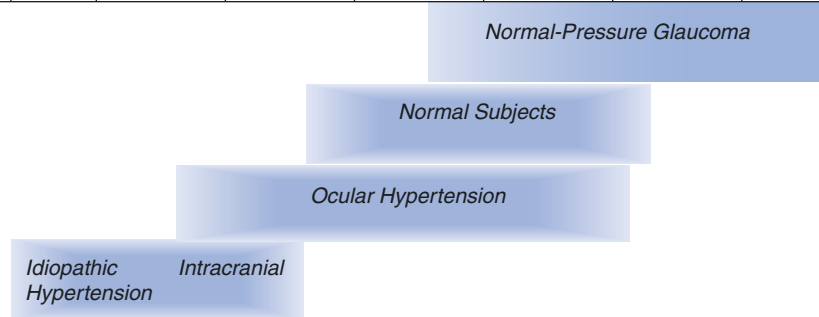 Normal-Pressure Glaucoma
Normal Subjects
Ocular Hypertension
Idiopathic Intracranial
Hypertension